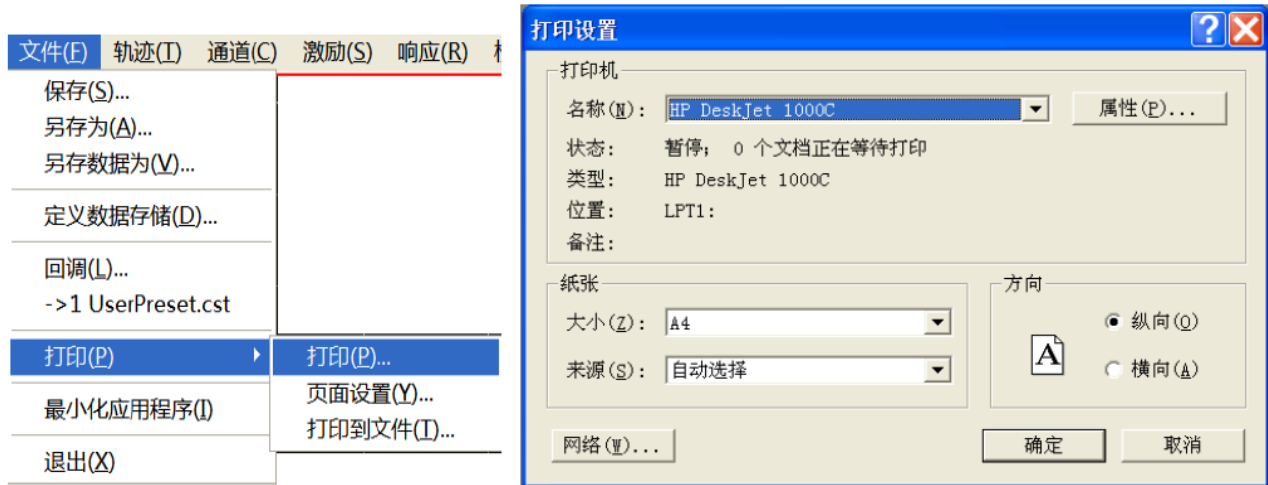 文件(F) 轨迹(T) 通道(C) 激励(S) 响应(R)
保存(S)...
另存为(A)...
另存数据为(V)...
定义数据存储(D)...
回调(L)...
->1 UserPreset.cst
打印(P)
最小化应用程序(I)
退出(X)
打印(P)...
页面设置(Y)...
打印到文件(T)...
打印设置
打印机
名称(N): HP DeskJet 1000C 属性(P)...
状态: 暂停; 0 个文档正在等待打印
类型: HP DeskJet 1000C
位置: LPT1:
备注:
纸张
大小(Z): A4
来源(S): 自动选择
方向
A
纵向(O)
横向(A)
网络(W)... 确定 取消